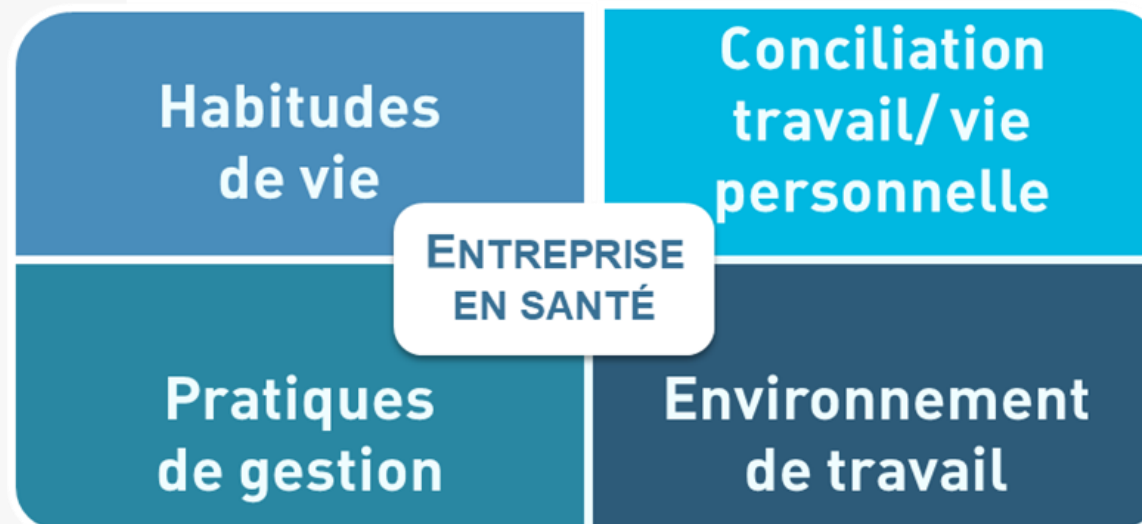 Habitudes
de vie
Conciliation
travail/ vie
personnelle
ENTREPRISE
EN SANTÉ
Pratiques
de gestion
Environnement
de travail